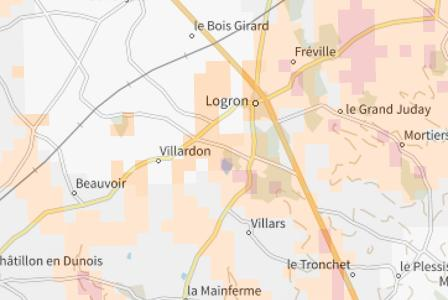 le Bois Girard
Fréville
Logron
le Grand Juday
Mortiers
Villardon
Beauvoir
Villars
hâtillon en Dunois
le Tronchet
le Plessis
M
la Mainferme